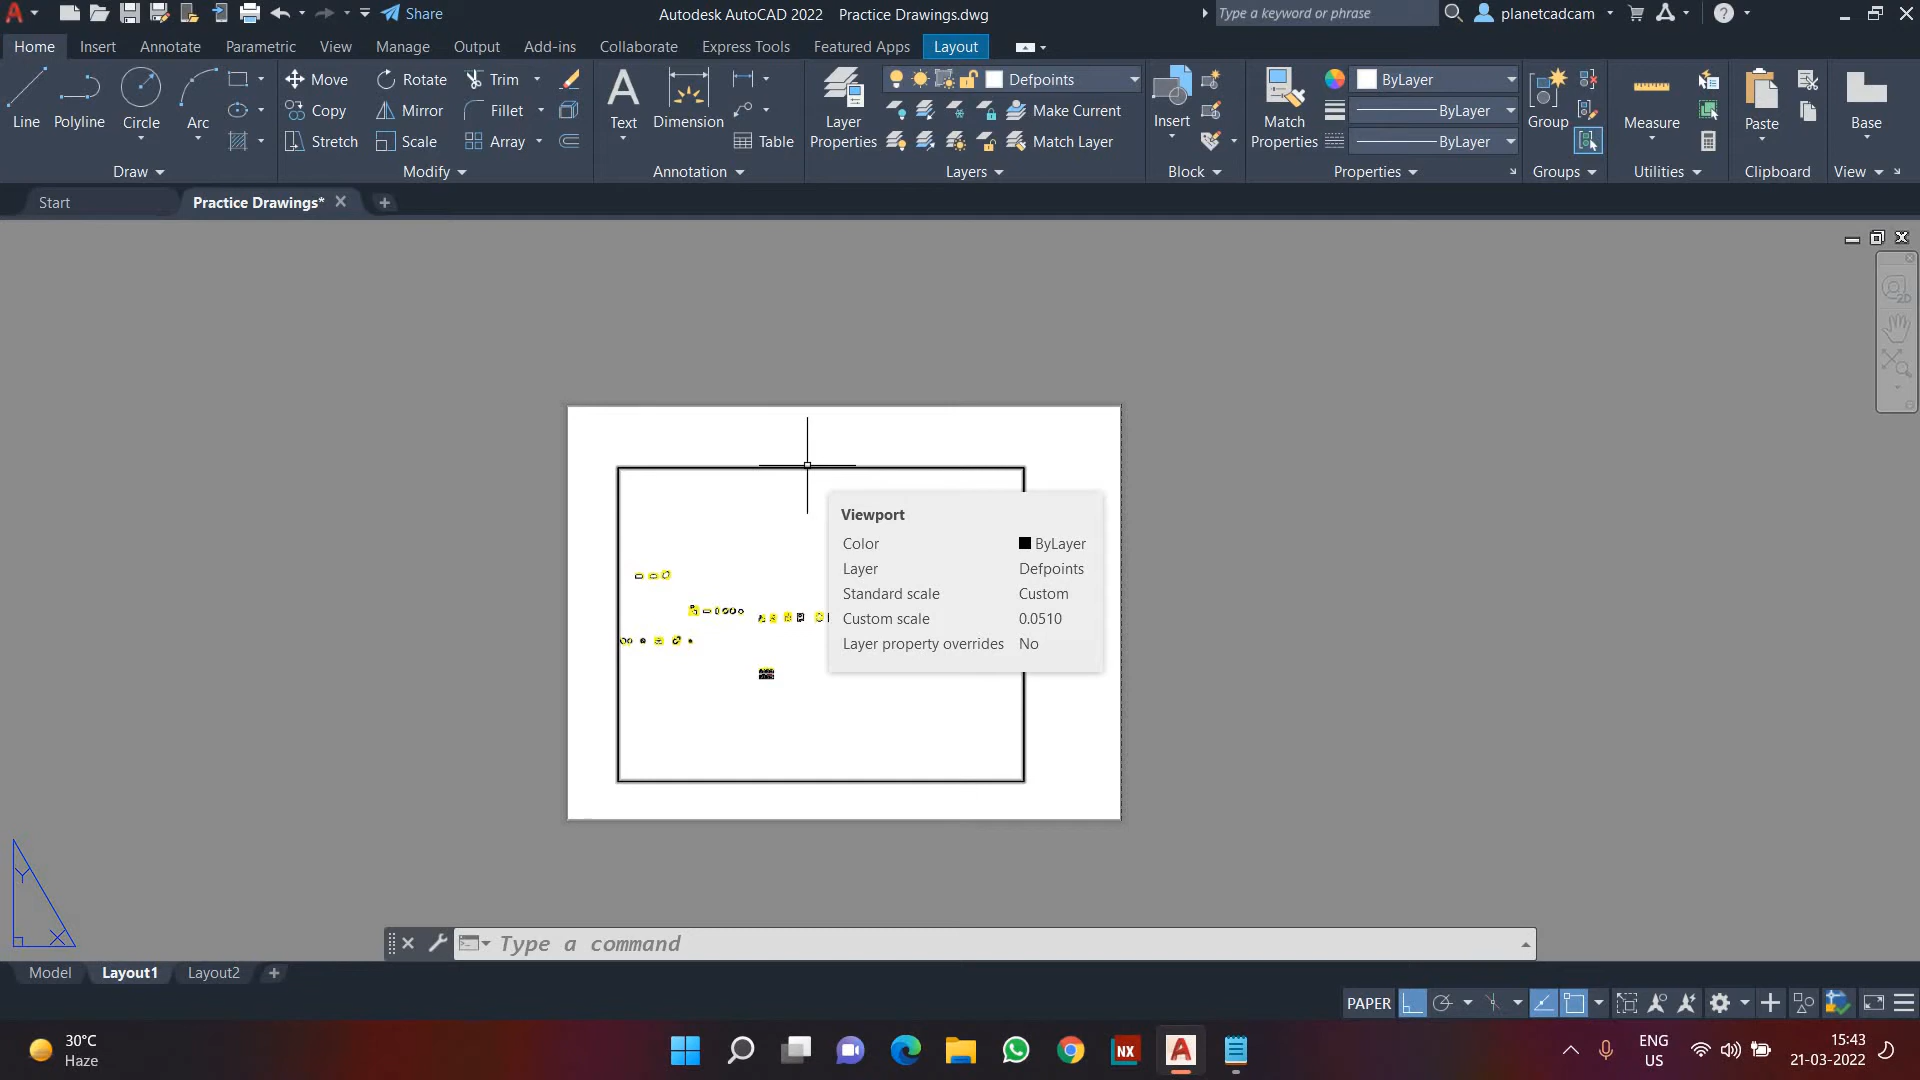 Share
Autodesk AutoCAD 2022 Practice Drawings.dwg
Type a keyword or phrase
planetcadcam
Home Insert Annotate Parametric View Manage Output Add-ins Collaborate Express Tools Featured Apps Layout
Line Polyline Circle Arc
Move Rotate Trim
Copy Mirror Fillet
Stretch Scale Array
Text Dimension
Table
Layer Properties
Defpoints
Make Current
Match Layer
Insert
Match Properties
ByLayer
ByLayer
ByLayer
Group
Measure
Paste
Base
Draw Modify Annotation Layers Block Properties Groups Utilities Clipboard View
Start Practice Drawings*
2D
Viewport
Color ByLayer
Layer Defpoints
Standard scale Custom
Custom scale 0.0510
Layer property overrides No
Y
X
Type a command
Model Layout1 Layout2
PAPER
30°C
Haze
NX
A
ENG
US
15:43
21-03-2022